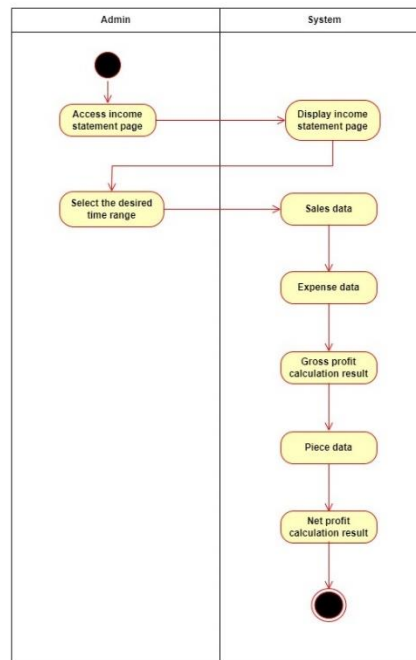 Admin
System
Access income
statement page
Display income
statement page
Select the desired
time range
Sales data
Expense data
Gross profit
calculation result
Piece data
Net profit
calculation result